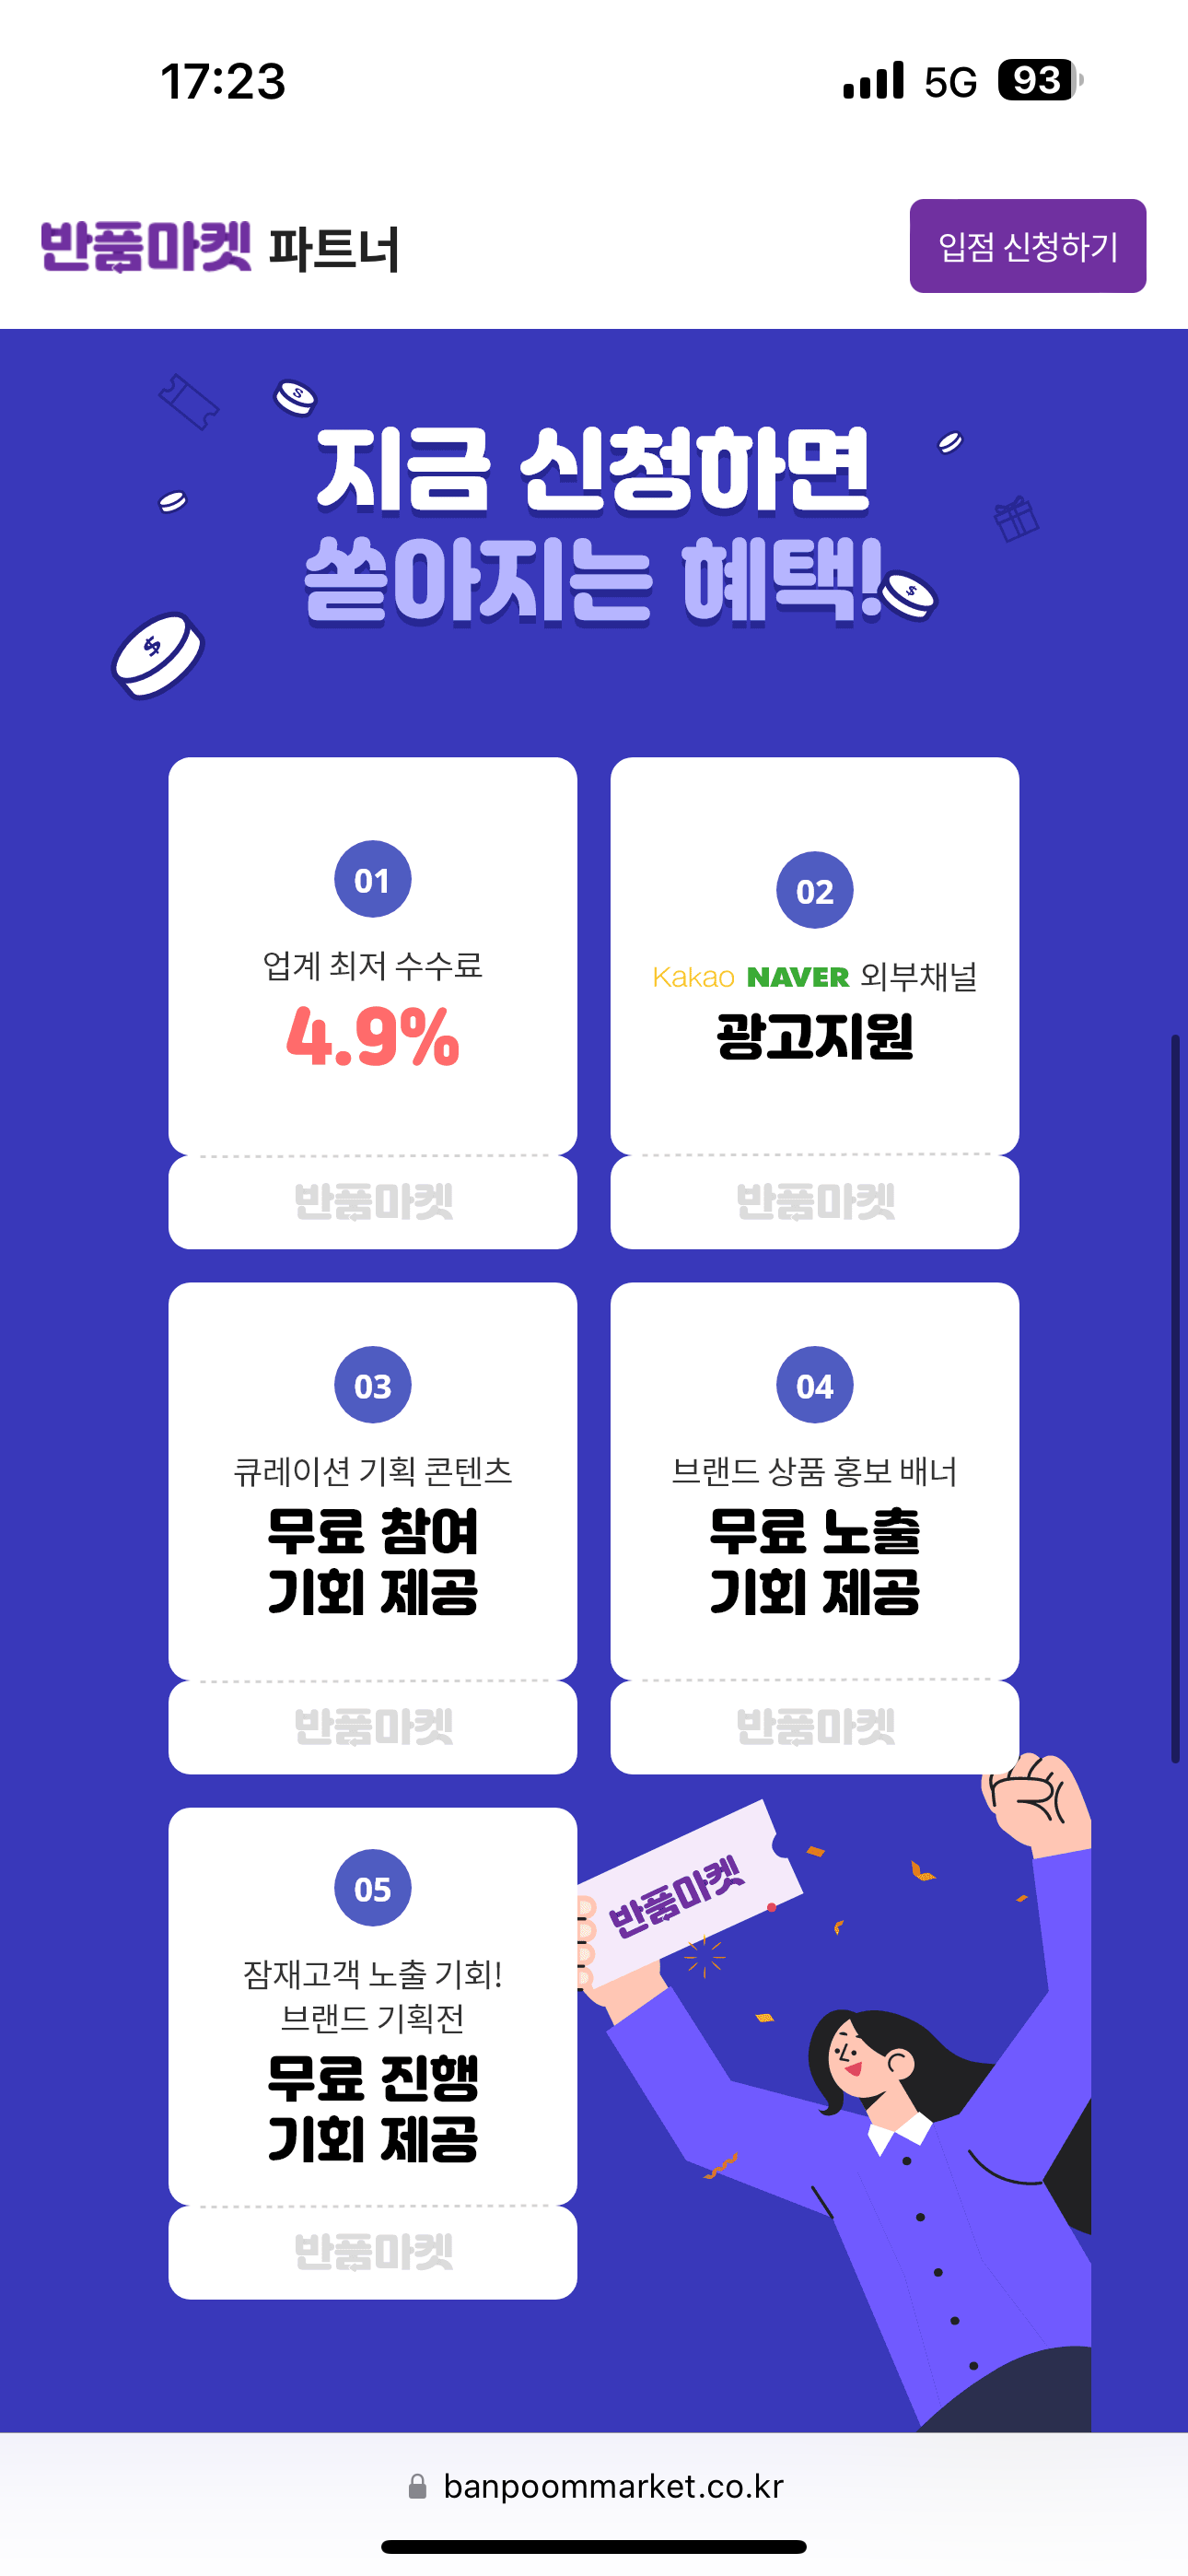 17:23
5G 93
반품마켓 파트너
입점 신청하기
지금 신청하면
쏟아지는 혜택!
01
업계 최저 수수료
4.9%
반품마켓
02
Kakao NAVER 외부채널
광고지원
반품마켓
03
큐레이션 기획 콘텐츠
무료 참여
기회 제공
반품마켓
04
브랜드 상품 홍보 배너
무료 노출
기회 제공
반품마켓
05
잠재고객 노출 기회!
브랜드 기획전
무료 진행
기회 제공
반품마켓
반품마켓
banpoommarket.co.kr